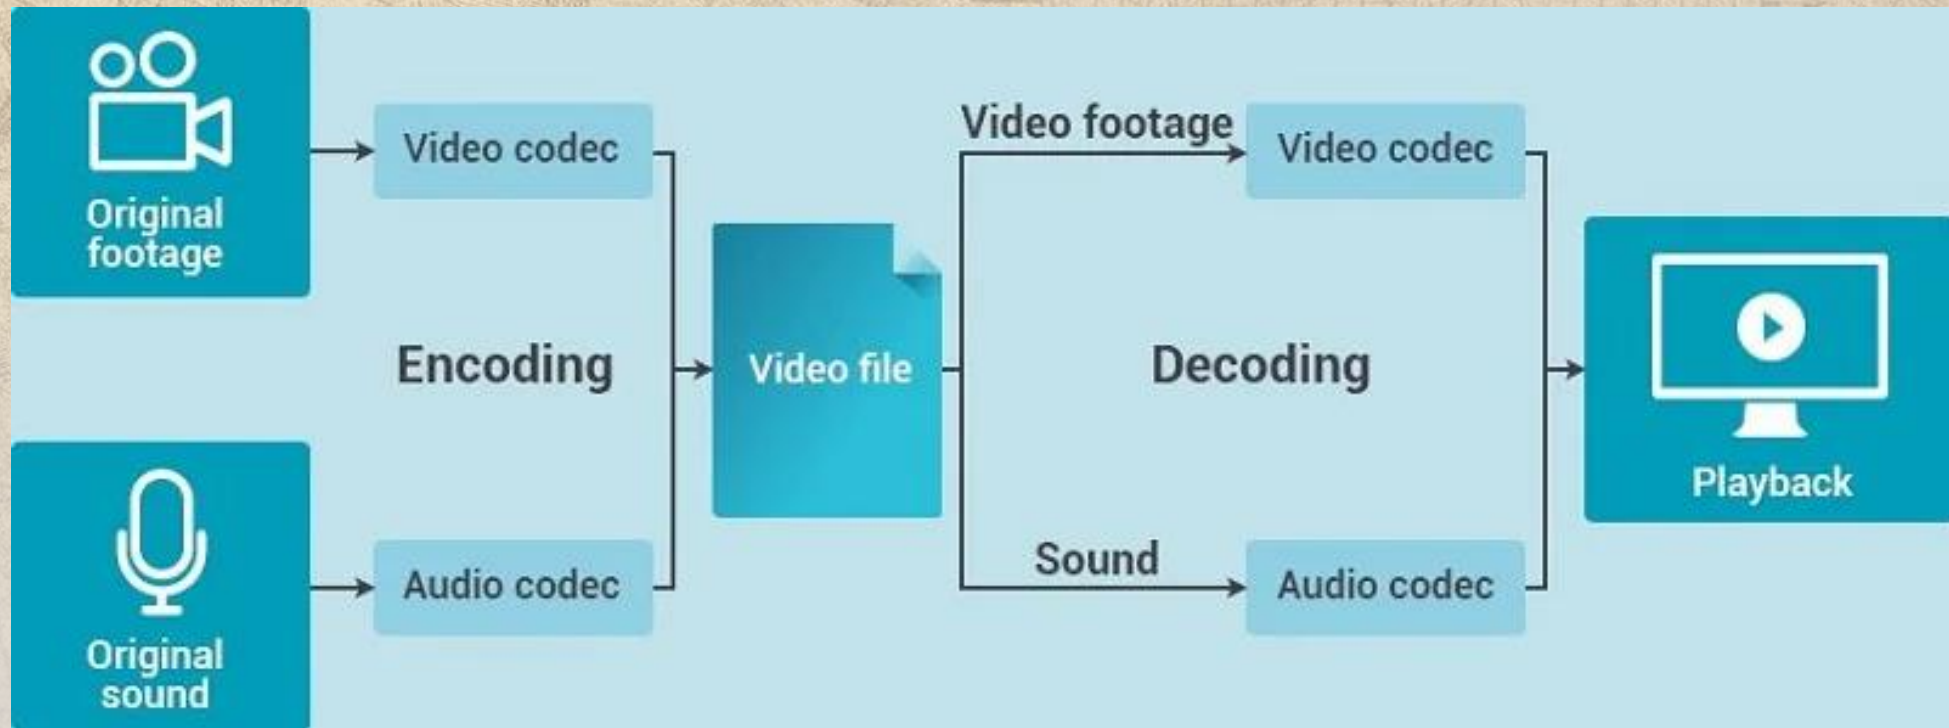 Original
footage
Video codec
Encoding
Original
sound
Audio codec
Video file
Video footage
Video codec
Decoding
Sound
Audio codec
Playback